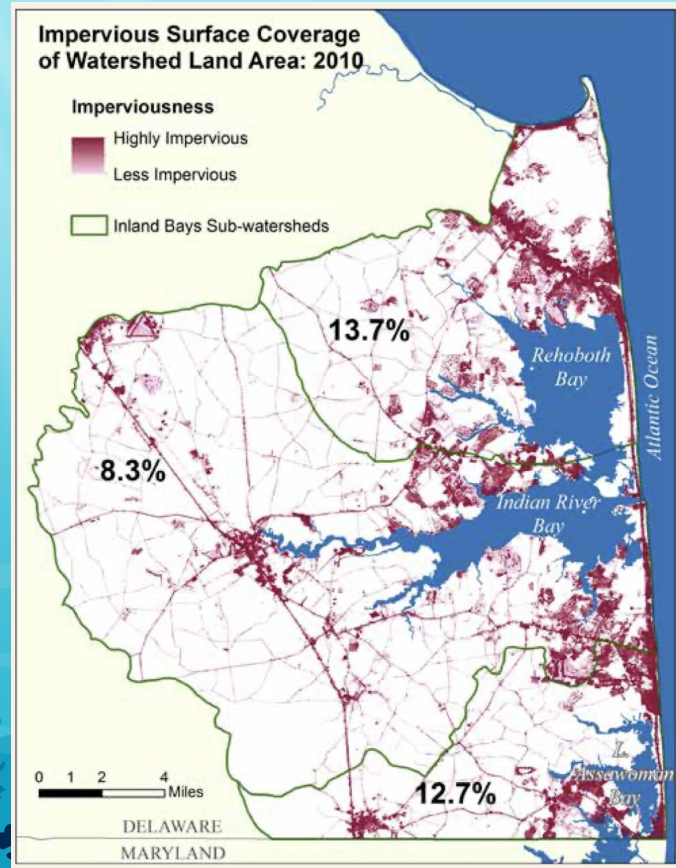 Impervious Surface Coverage
of Watershed Land Area: 2010
Imperviousness
Highly Impervious
Less Impervious
Inland Bays Sub-watersheds
13.7%
Rehoboth
Bay
Atlantic Ocean
8.3%
Indian River
Bay
L.
Assawoman
Bay
12.7%
0 1 2 4
Miles
DELAWARE
MARYLAND